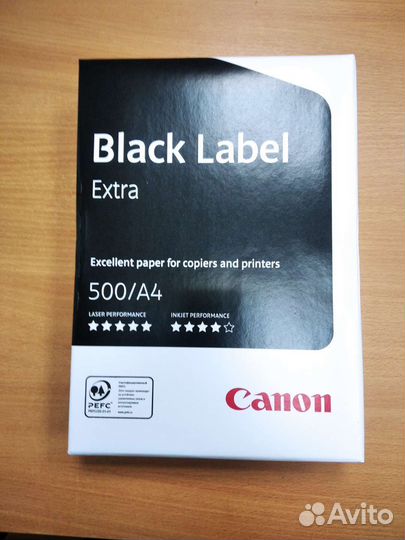 Black Label
Extra
Excellent paper for copiers and printers
500/A4
LASER PERFORMANCE INKJET PERFORMANCE
PEFC
Canon
Avito